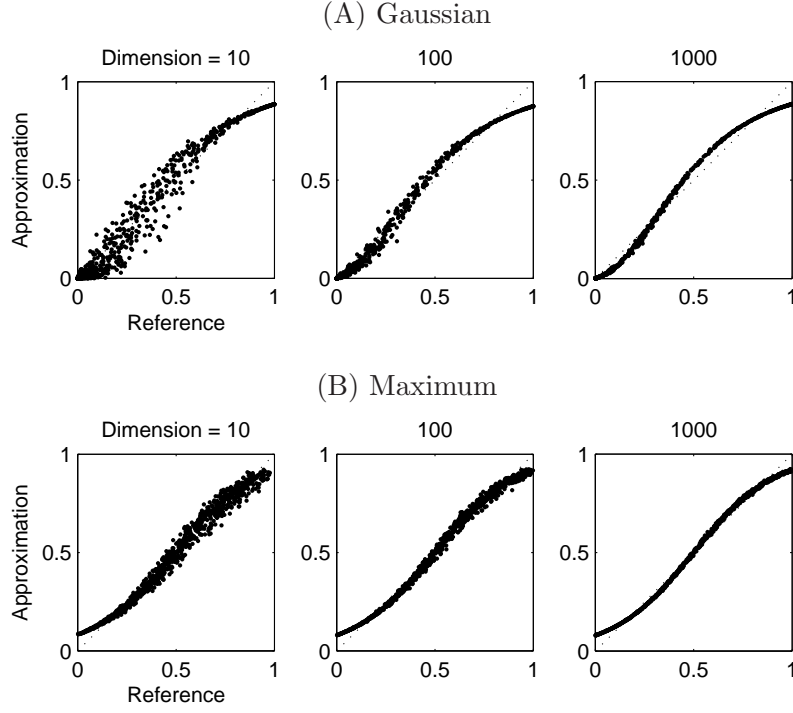 (A) Gaussian
Dimension = 10 100 1000
1 1 1
Approximation
0.5 0.5 0.5
0 0 0
0 0.5 1 0 0.5 1 0 0.5 1
Reference
(B) Maximum
Dimension = 10 100 1000
1 1 1
Approximation
0.5 0.5 0.5
0 0 0
0 0.5 1 0 0.5 1 0 0.5 1
Reference